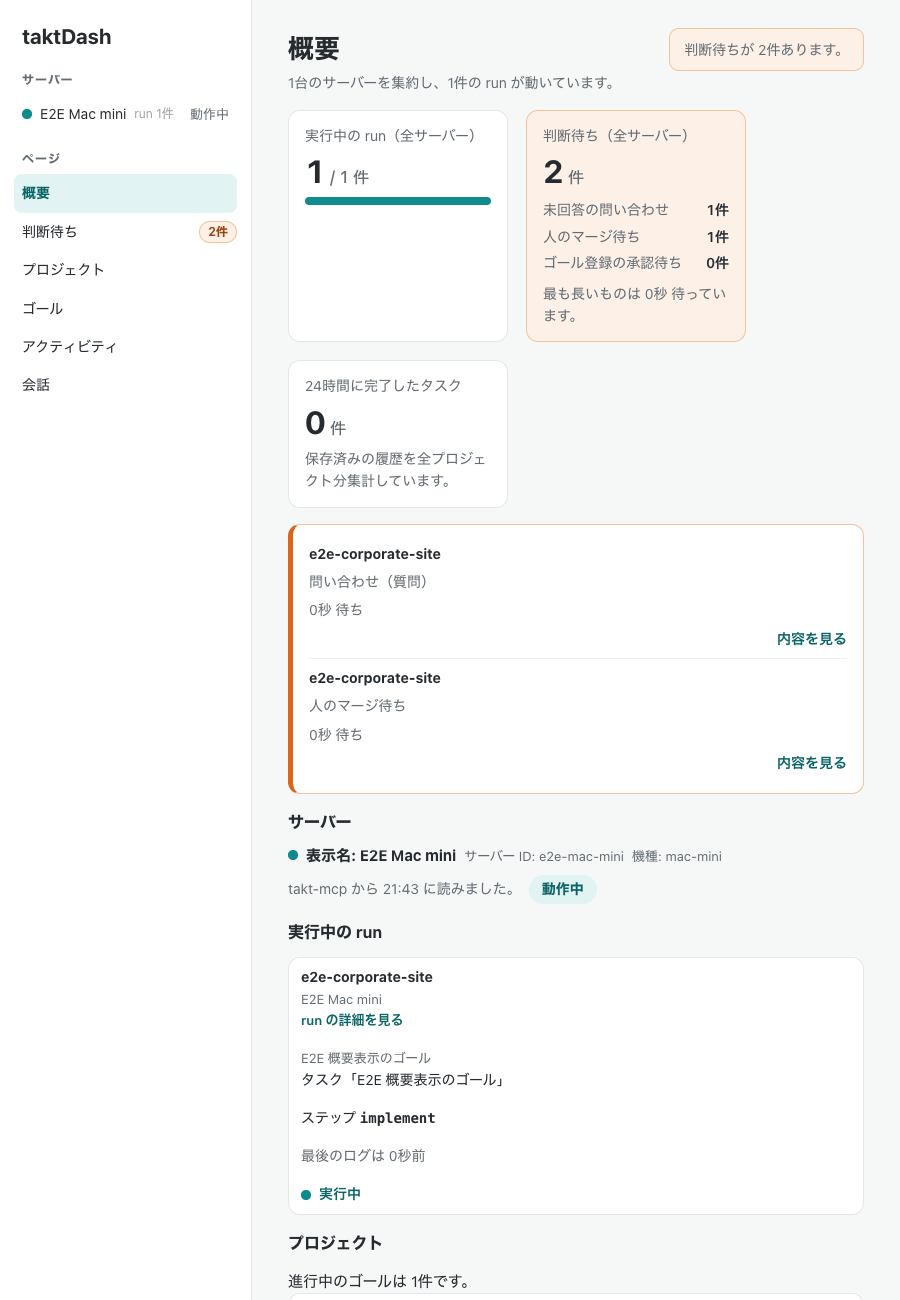 taktDash
サーバー
E2E Mac mini run 1件 動作中
ページ
概要
判断待ち 2件
プロジェクト
ゴール
アクティビティ
会話
概要
1台のサーバーを集約し、1件の run が動いています。
判断待ちが 2件あります。
実行中の run（全サーバー）
1 / 1 件
判断待ち（全サーバー）
2 件
未回答の問い合わせ 1件
人のマージ待ち 1件
ゴール登録の承認待ち 0件
最も長いものは 0秒 待ってい
ます。
24時間に完了したタスク
0 件
保存済みの履歴を全プロジェ
クト分集計しています。
e2e-corporate-site
問い合わせ（質問）
0秒 待ち
内容を見る
e2e-corporate-site
人のマージ待ち
0秒 待ち
内容を見る
サーバー
表示名: E2E Mac mini サーバー ID: e2e-mac-mini 機種: mac-mini
takt-mcp から 21:43 に読みました。 動作中
実行中の run
e2e-corporate-site
E2E Mac mini
run の詳細を見る
E2E 概要表示のゴール
タスク「E2E 概要表示のゴール」
ステップ implement
最後のログは 0秒前
実行中
プロジェクト
進行中のゴールは 1件です。